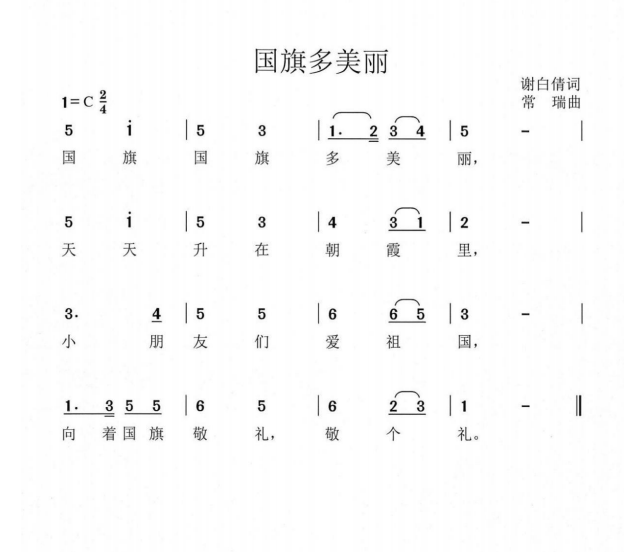 国旗多美丽
谢白倩词
1=C 2/4
常 瑞曲
5 i | 5 3 | 1. 2 3 4 | 5 - |
国 旗 国 旗 多 美 丽,
5 i | 5 3 | 4 3 1 | 2 - |
天 天 升 在 朝 霞 里,
3. 4 | 5 5 | 6 6 5 | 3 - |
小 朋 友 们 爱 祖 国,
1. 3 5 5 | 6 5 | 6 2 3 | 1 - ||
向 着 国 旗 敬 礼, 敬 个 礼。